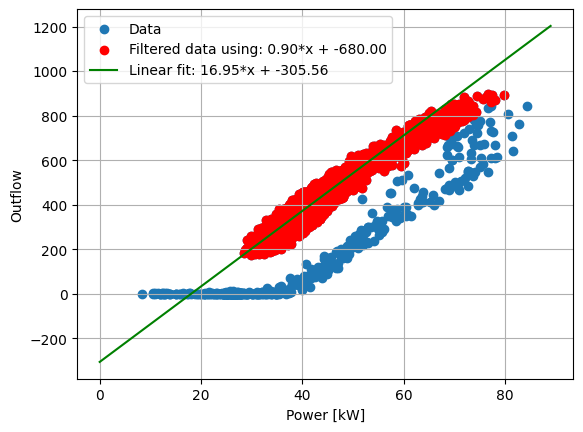 Data
Filtered data using: 0.90*x + -680.00
Linear fit: 16.95*x + -305.56
1200
1000
800
600
400
200
0
−200
Outflow
0 20 40 60 80
Power [kW]